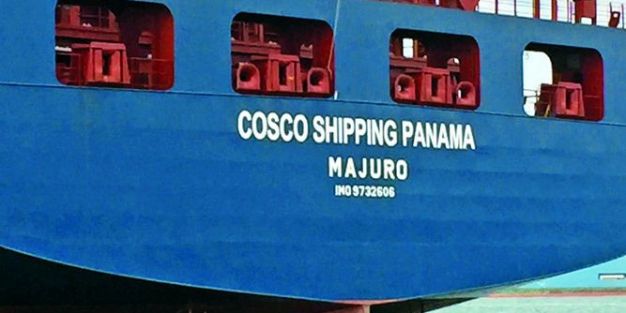 COSCO SHIPPING PANAMA
MAJURO
IMO 9732606